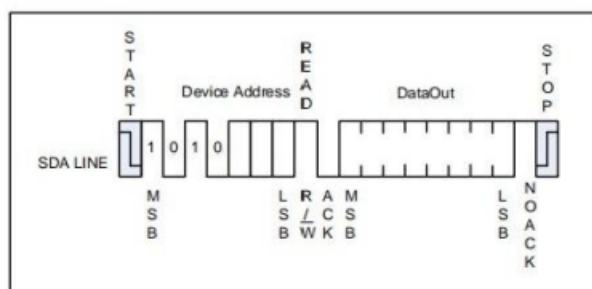 START
READ
STOP
Device Address
DataOut
SDA LINE
1 0 1 0
MSB
LSB
R/W
ACK
MSB
LSB
NOACK